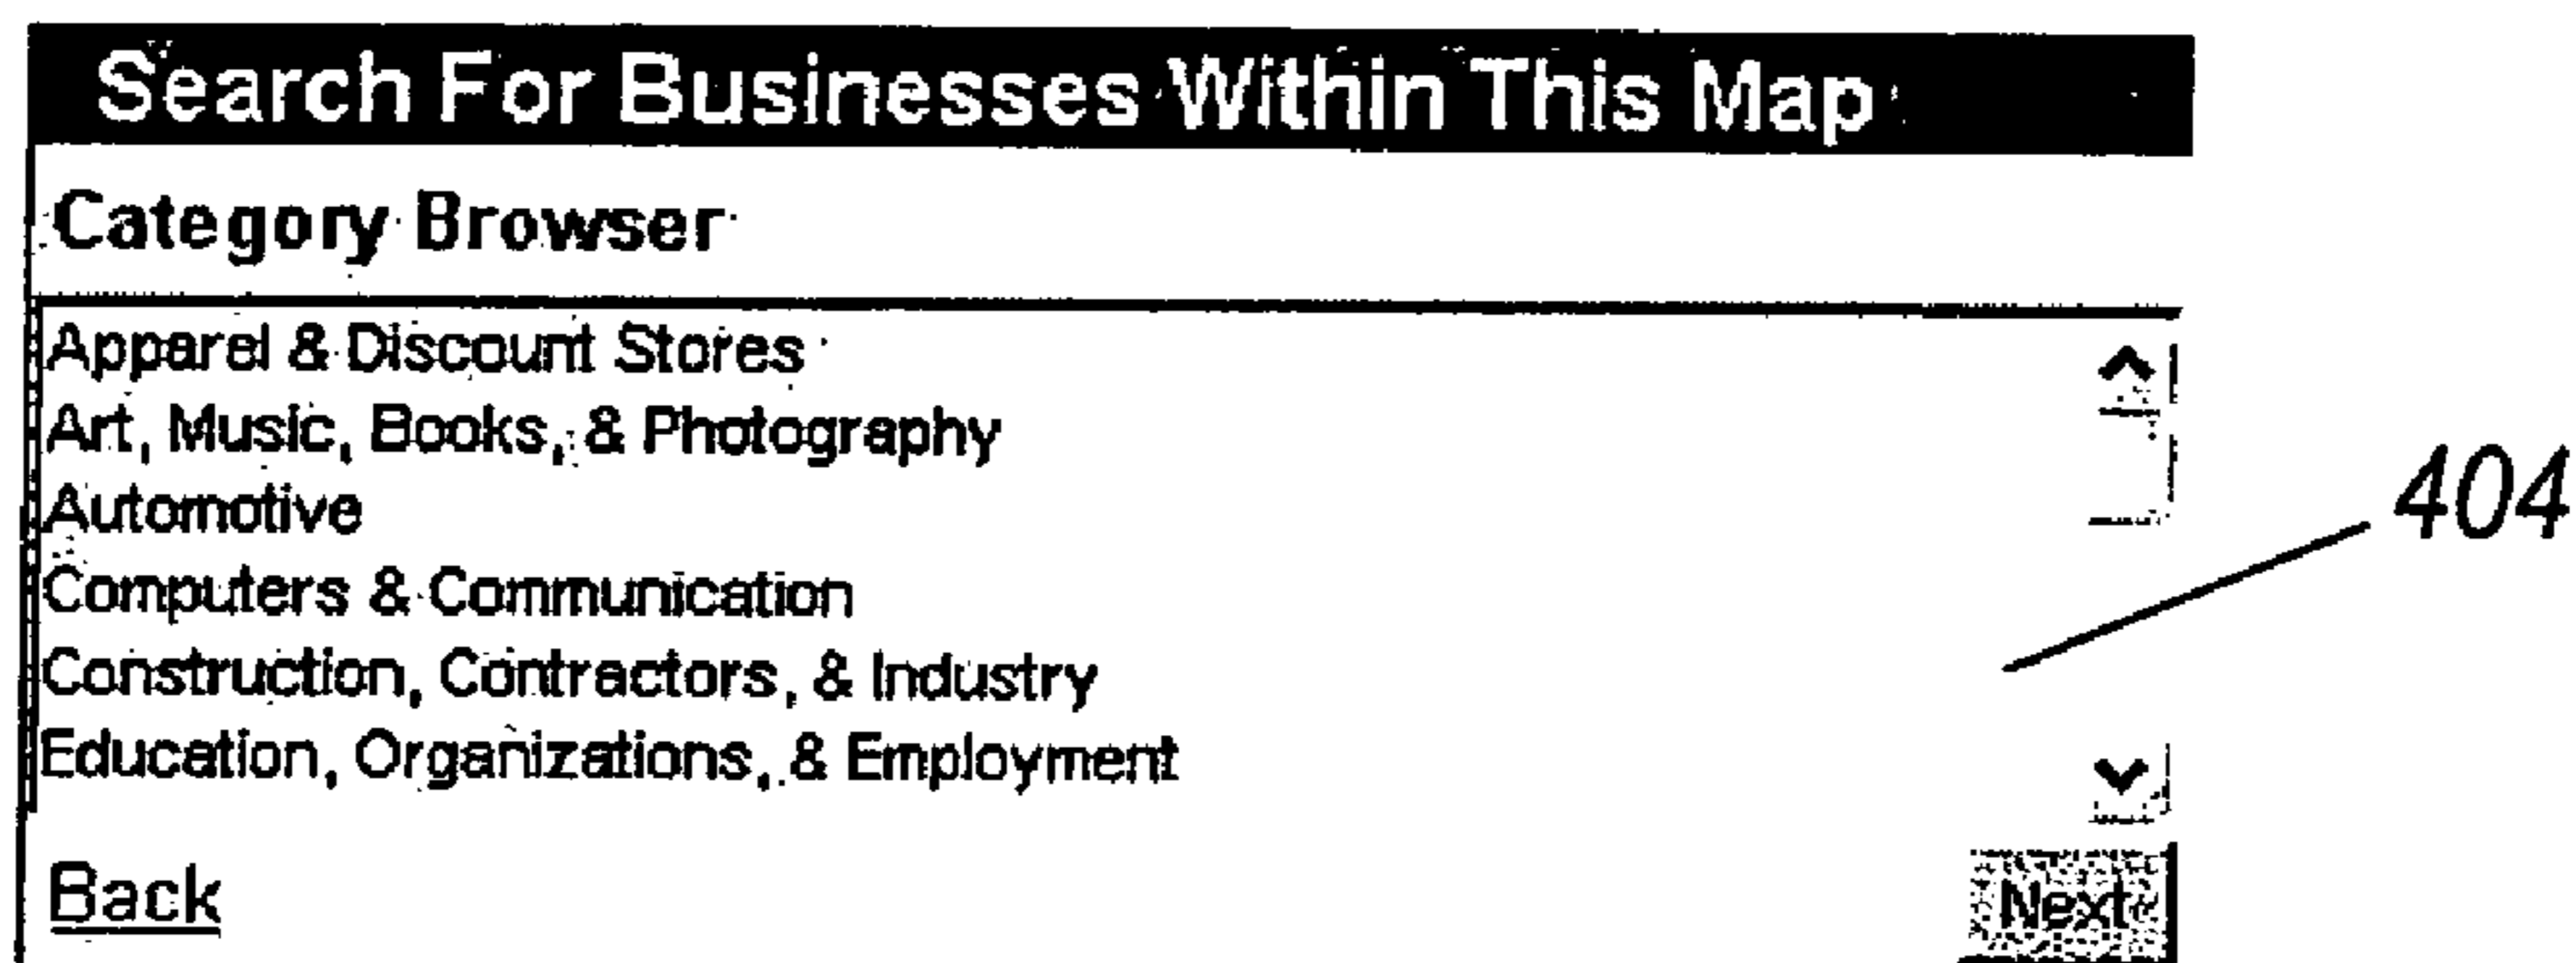 Search For Businesses Within This Map
Category Browser
Apparel & Discount Stores
Art, Music, Books, & Photography
Automotive
404
Computers & Communication
Construction, Contractors, & Industry
Education, Organizations, & Employment
Back
Next